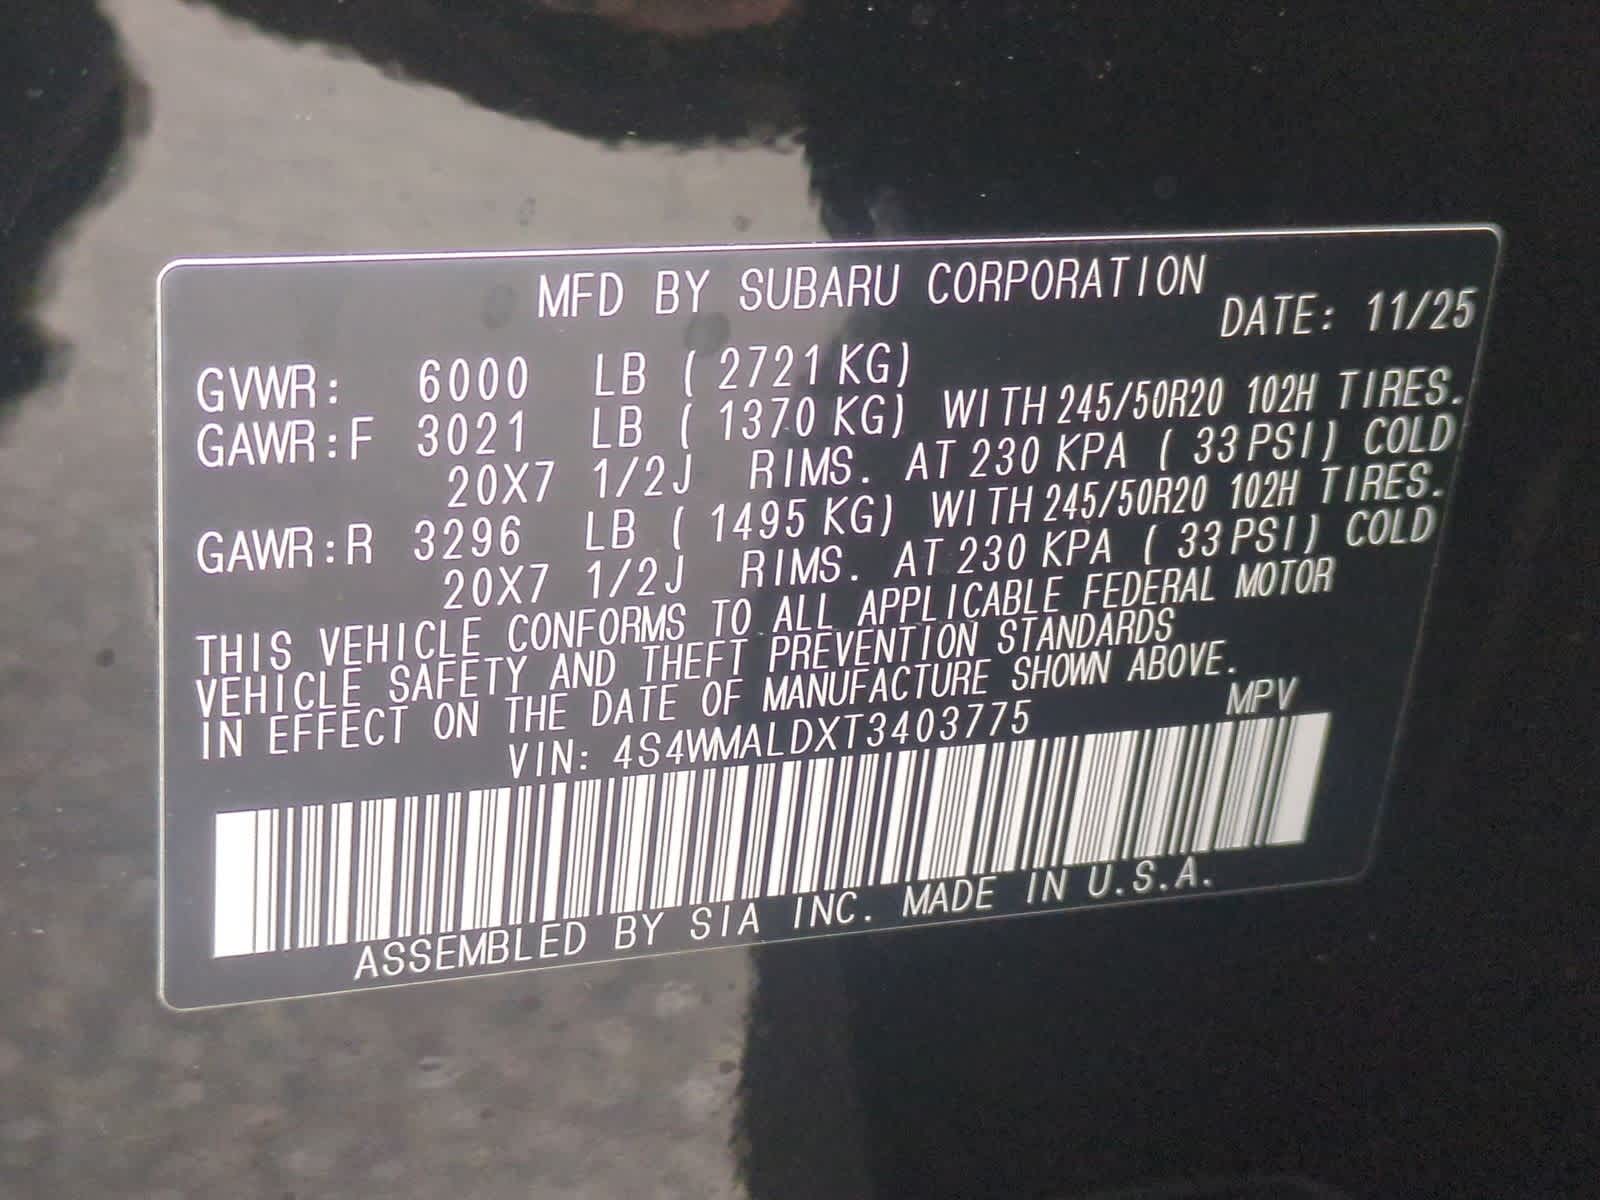 MFD BY SUBARU CORPORATION
DATE: 11/25
GVWR: 6000 LB ( 2721 KG)
GAWR:F 3021 LB ( 1370 KG) WITH 245/50R20 102H TIRES.
20X7 1/2J RIMS. AT 230 KPA ( 33 PSI) COLD
GAWR:R 3296 LB ( 1495 KG) WITH 245/50R20 102H TIRES.
20X7 1/2J RIMS. AT 230 KPA ( 33 PSI) COLD
THIS VEHICLE CONFORMS TO ALL APPLICABLE FEDERAL MOTOR
VEHICLE SAFETY AND THEFT PREVENTION STANDARDS
IN EFFECT ON THE DATE OF MANUFACTURE SHOWN ABOVE.
VIN: 4S4WMALDXT3403775 MPV
ASSEMBLED BY SIA INC. MADE IN U.S.A.